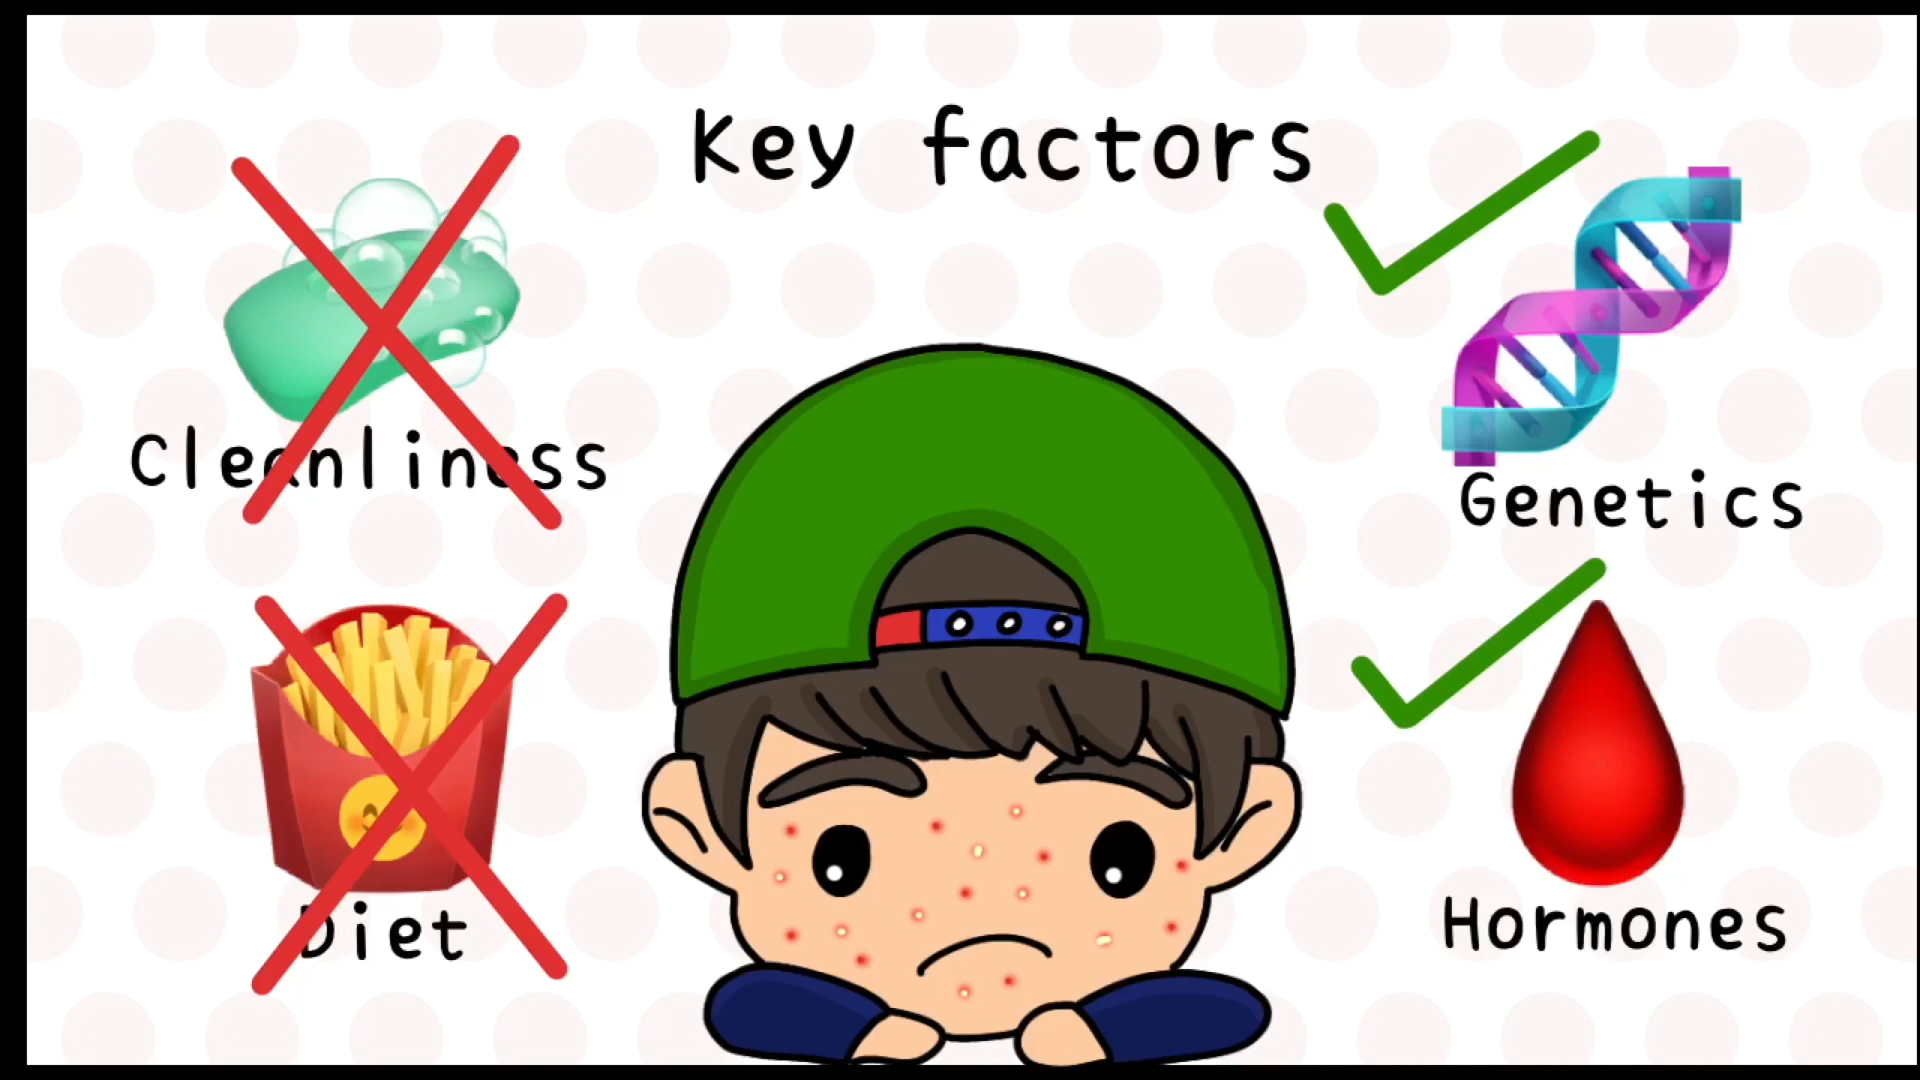 Key factors
Cleanliness
Genetics
Diet
Hormones